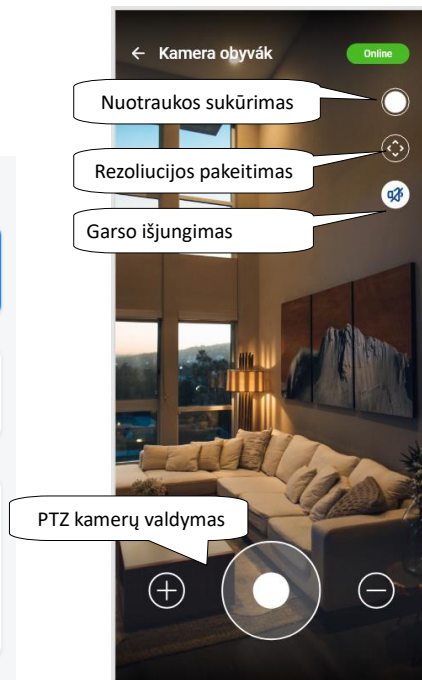 Kamera obyvák
Online
Nuotraukos sukūrimas
Rezoliucijos pakeitimas
Garso išjungimas
PTZ kamerų valdymas